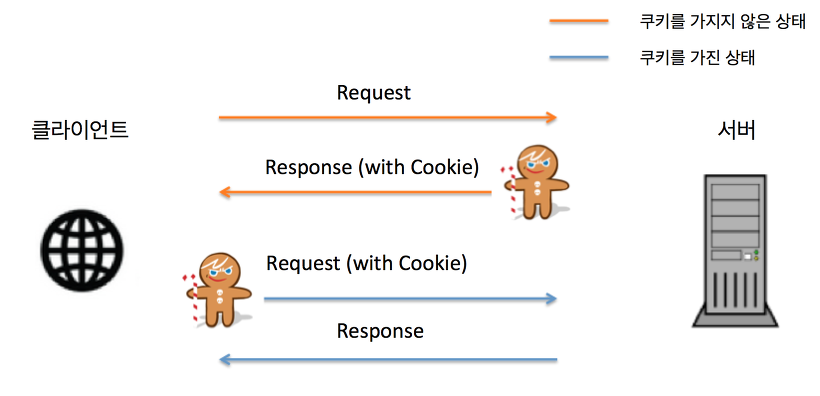 쿠키를 가지지 않은 상태
쿠키를 가진 상태
Request
클라이언트
서버
Response (with Cookie)
Request (with Cookie)
Response